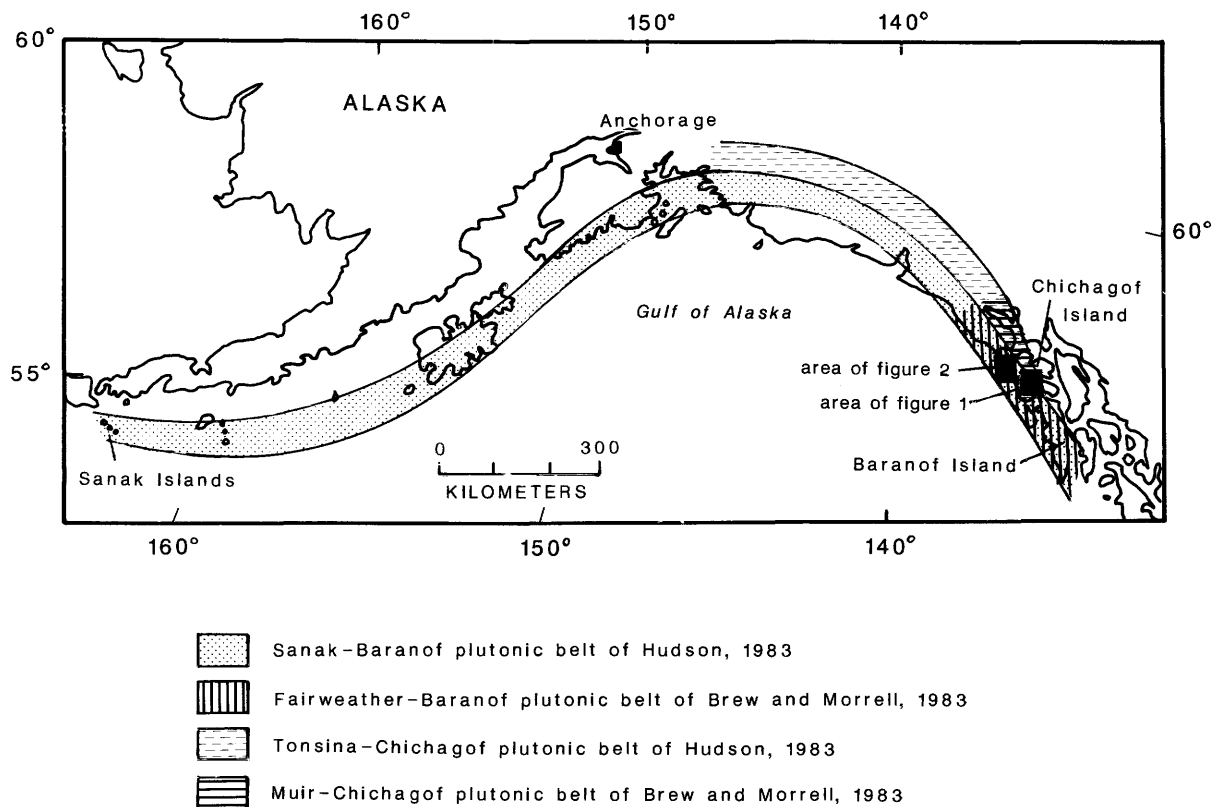 160° 150° 140°
60°
ALASKA
Anchorage
60°
Chichagof
Island
Gulf of Alaska
area of figure 2
55°
area of figure 1
0 300
Baranof Island
Sanak Islands
KILOMETERS
160° 150° 140°
Sanak–Baranof plutonic belt of Hudson, 1983
Fairweather–Baranof plutonic belt of Brew and Morrell, 1983
Tonsina–Chichagof plutonic belt of Hudson, 1983
Muir–Chichagof plutonic belt of Brew and Morrell, 1983